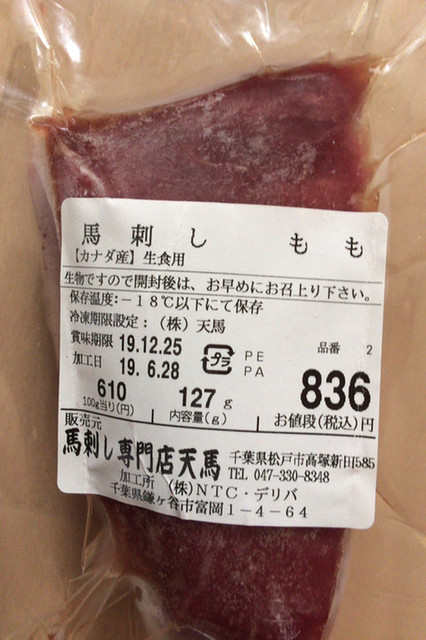 馬刺し もも
【カナダ産】生食用
生物ですので開封後は、お早めにお召上り下さい。
保存温度:−18℃以下にて保存
冷凍期限設定:(株)天馬
賞味期限 19.12.25
プラ PE PA
品番 2
加工日 19.6.28
610 127g 836
100g当り(円) 内容量(g) お値段(税込)円
販売元
馬刺し専門店天馬 千葉県松戸市高塚新田585
TEL 047-330-8348
加工所 (株)NTC・デリバ
千葉県鎌ヶ谷市富岡1−4−64